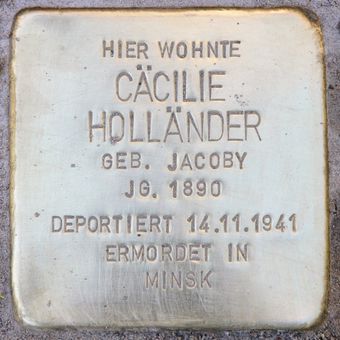 HIER WOHNTE
CÄCILIE
HOLLÄNDER
GEB. JACOBY
JG. 1890
DEPORTIERT 14.11.1941
ERMORDET IN
MINSK